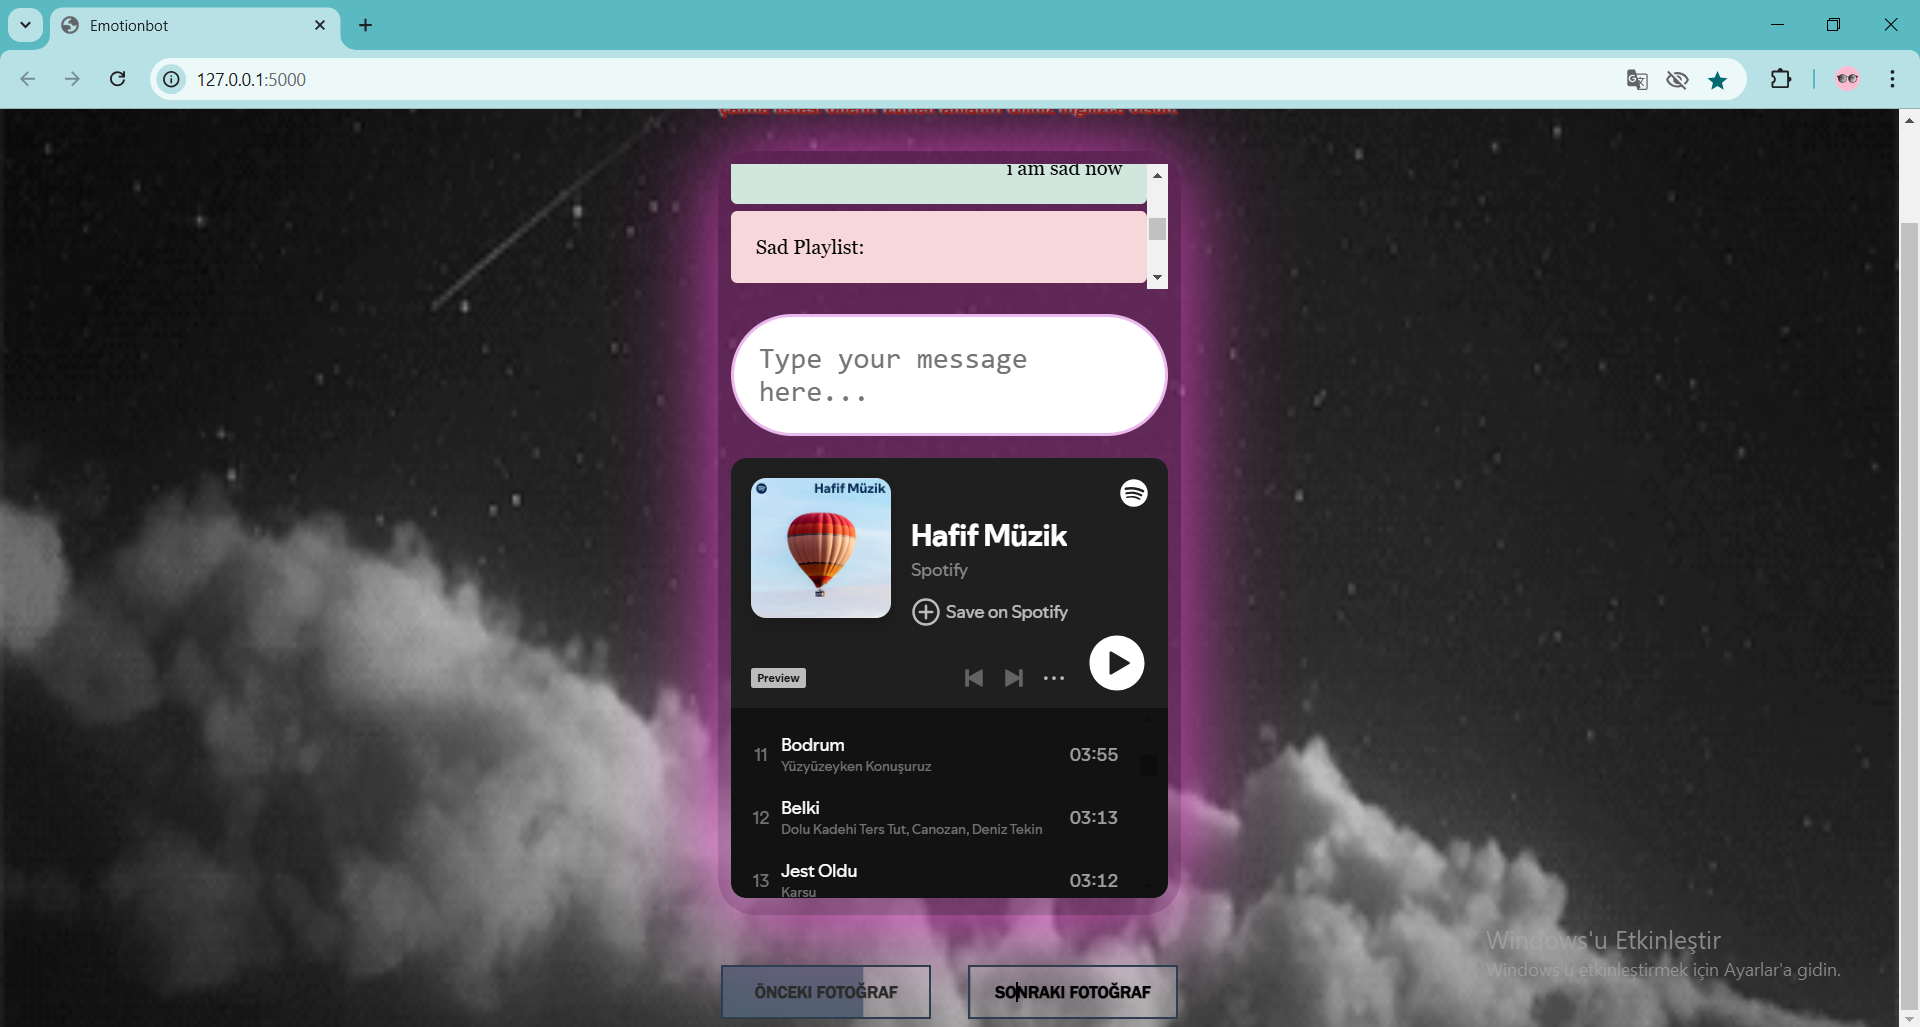 Emotionbot
127.0.0.1:5000
i am sad now
Sad Playlist:
Type your message
here...
Hafif Müzik
Hafif Müzik
Spotify
Save on Spotify
Preview
11 Bodrum 03:55
Yüzyüzeyken Konuşuruz
12 Belki 03:13
Dolu Kadehi Ters Tut, Canozan, Deniz Tekin
13 Jest Oldu 03:12
Karsu
Windows'u Etkinleştir
Windows'u etkinleştirmek için Ayarlar'a gidin.
ÖNCEKI FOTOĞRAF SONRAKI FOTOĞRAF